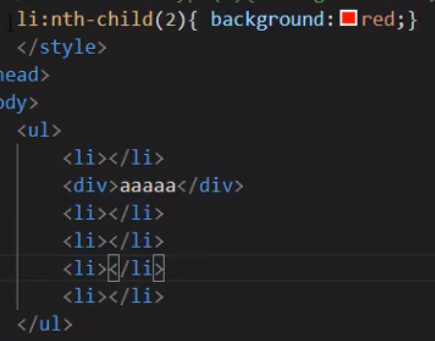 li:nth-child(2){ background:red;}
</style>
head>
ody>
<ul>
<li></li>
<div>aaaaa</div>
<li></li>
<li></li>
<li></li>
<li></li>
</ul>